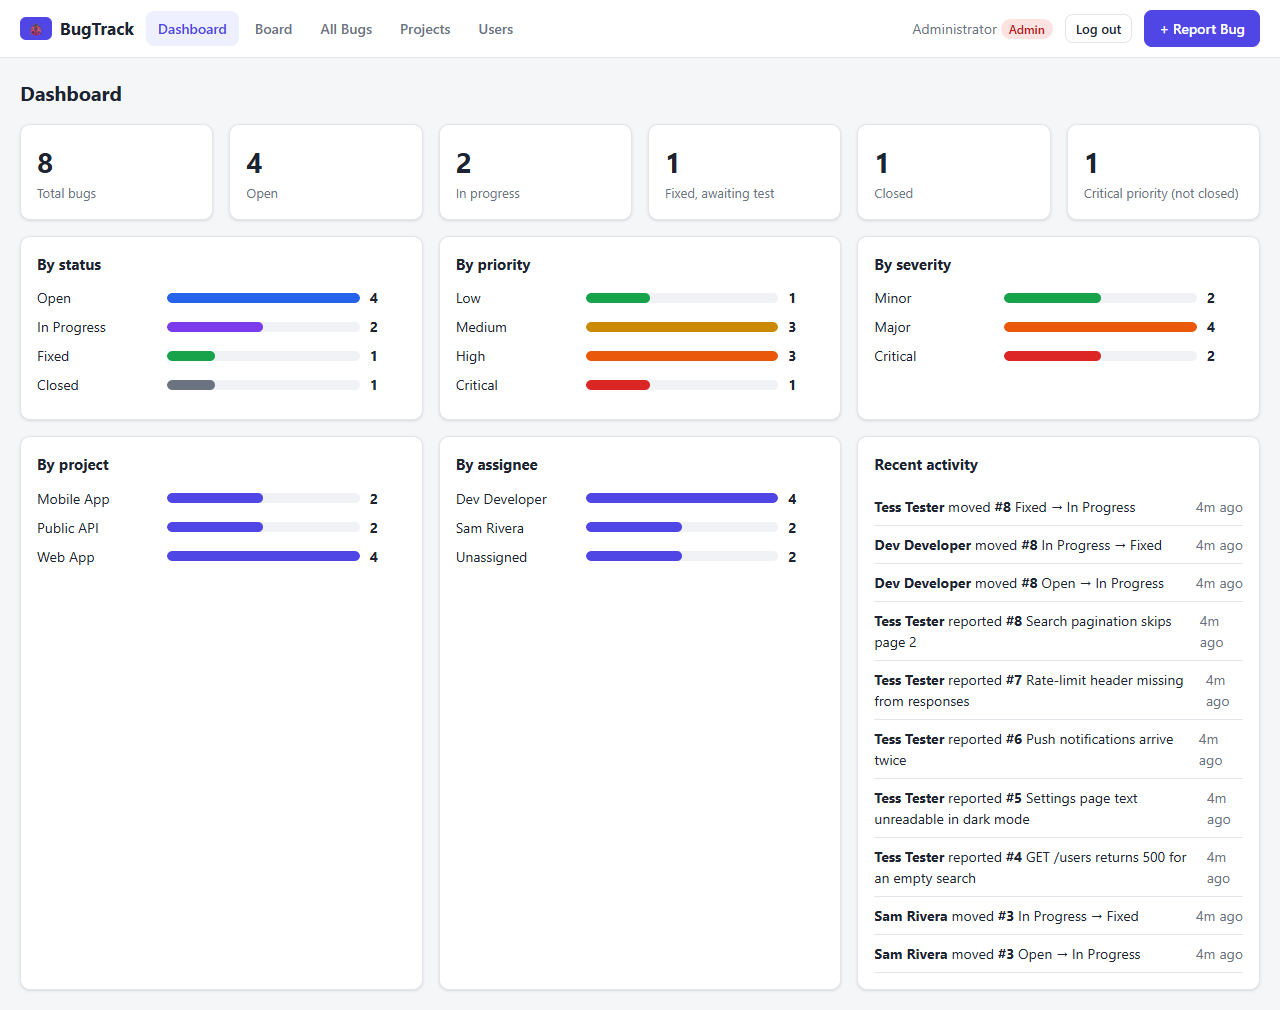 BugTrack
Dashboard
Board
All Bugs
Projects
Users
Administrator Admin
Log out
+ Report Bug
Dashboard
8
Total bugs
4
Open
2
In progress
1
Fixed, awaiting test
1
Closed
1
Critical priority (not closed)
By status
Open 4
In Progress 2
Fixed 1
Closed 1
By priority
Low 1
Medium 3
High 3
Critical 1
By severity
Minor 2
Major 4
Critical 2
By project
Mobile App 2
Public API 2
Web App 4
By assignee
Dev Developer 4
Sam Rivera 2
Unassigned 2
Recent activity
Tess Tester moved #8 Fixed → In Progress 4m ago
Dev Developer moved #8 In Progress → Fixed 4m ago
Dev Developer moved #8 Open → In Progress 4m ago
Tess Tester reported #8 Search pagination skips 4m
page 2 ago
Tess Tester reported #7 Rate-limit header missing 4m
from responses ago
Tess Tester reported #6 Push notifications arrive 4m
twice ago
Tess Tester reported #5 Settings page text 4m
unreadable in dark mode ago
Tess Tester reported #4 GET /users returns 500 for 4m
an empty search ago
Sam Rivera moved #3 In Progress → Fixed 4m ago
Sam Rivera moved #3 Open → In Progress 4m ago